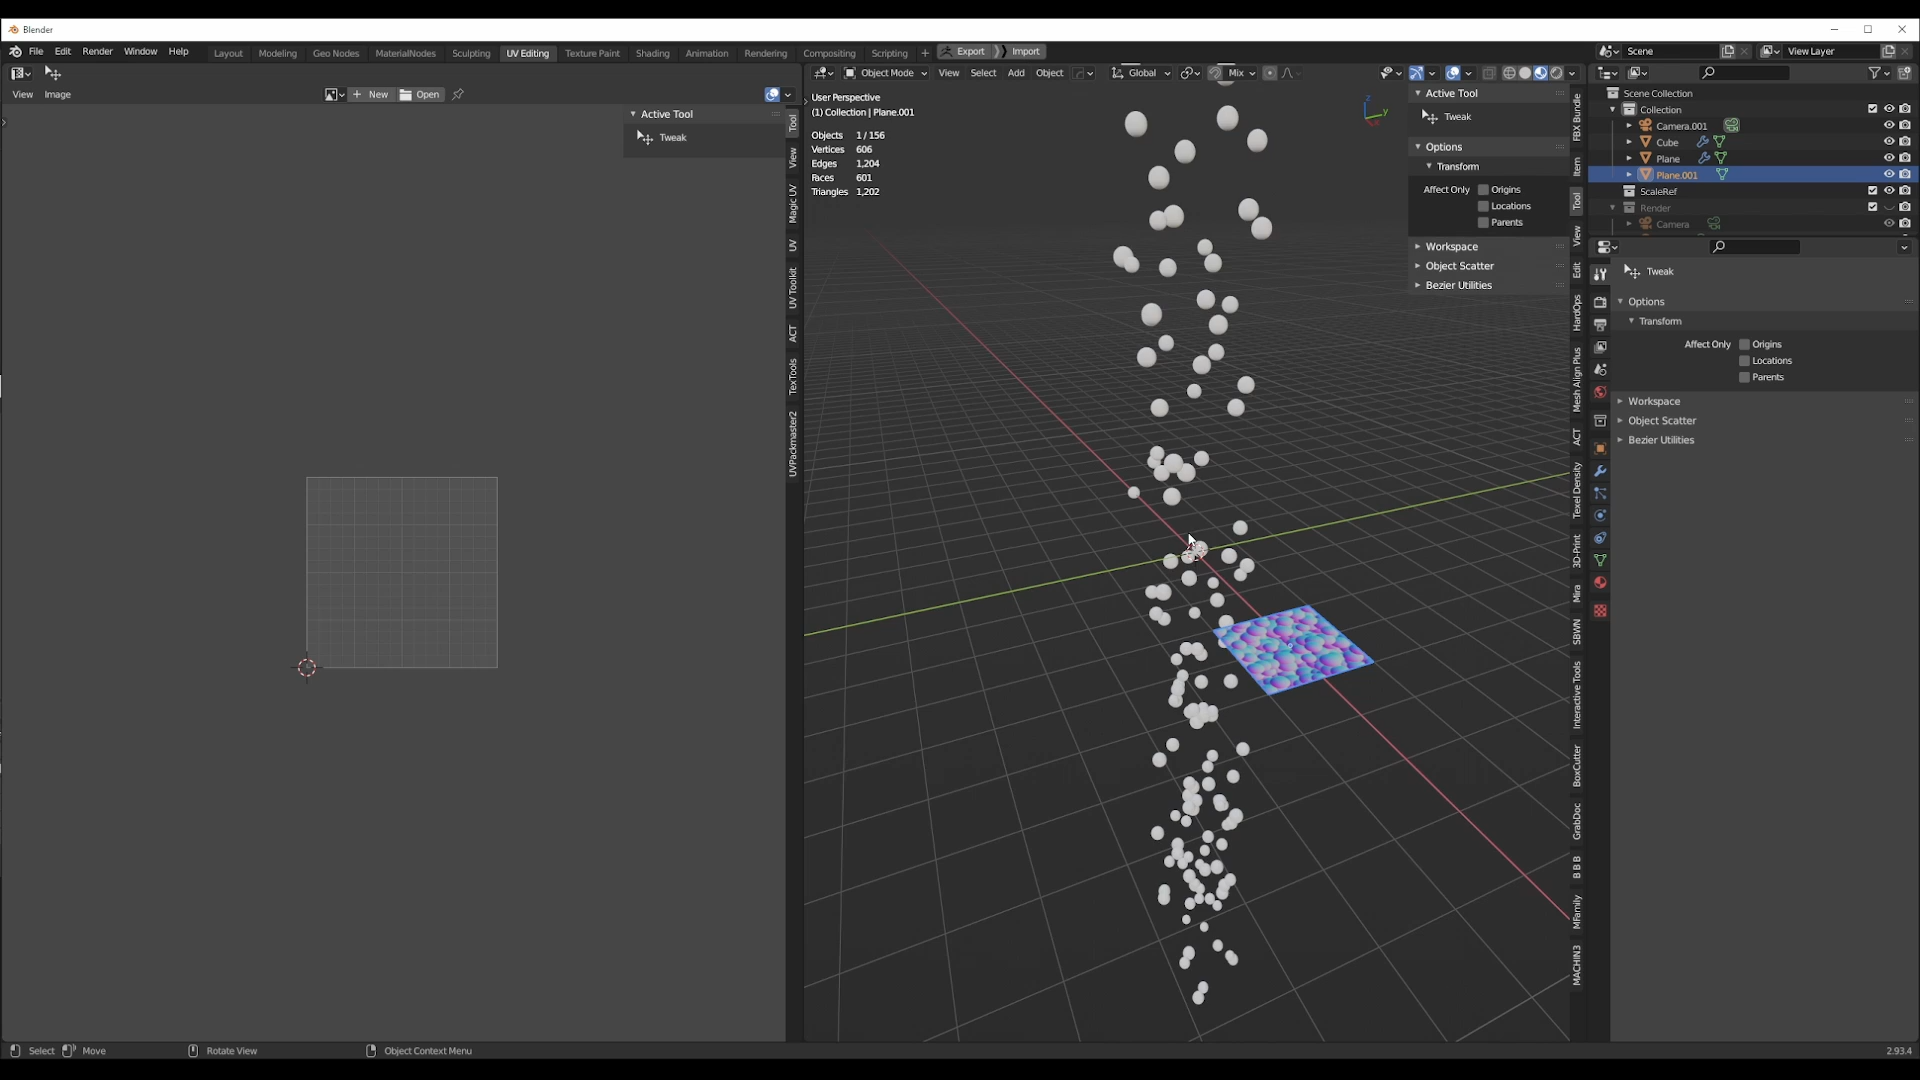 Blender
File Edit Render Window Help
Layout Modeling Geo Nodes MaterialNodes Sculpting UV Editing Texture Paint Shading Animation Rendering Compositing Scripting +
Export Import
Scene
View Layer
Object Mode View Select Add Object Global Mix
View Image
New Open
Active Tool
Tweak
Tool
View
Magic UV
UV
UV Toolkit
ACT
TexTools
UVPackmaster2
User Perspective
(1) Collection | Plane.001
Objects 1/156
Vertices 606
Edges 1,204
Faces 601
Triangles 1,202
Z
Y
Active Tool
Tweak
Options
Transform
Affect Only Origins
Locations
Parents
Workspace
Object Scatter
Bezier Utilities
FBX Bundle
Item
Tool
View
Edit
HardOps
Mesh Align Plus
ACT
Texel Density
3D-Print
Mira
SBWN
Interactive Tools
BoxCutter
GrabDoc
B B B
MFamily
MACHIN3
Scene Collection
Collection
Camera.001
Cube
Plane
Plane.001
ScaleRef
Render
Camera
Tweak
Options
Transform
Affect Only Origins
Locations
Parents
Workspace
Object Scatter
Bezier Utilities
Select Move Rotate View Object Context Menu
2.93.4